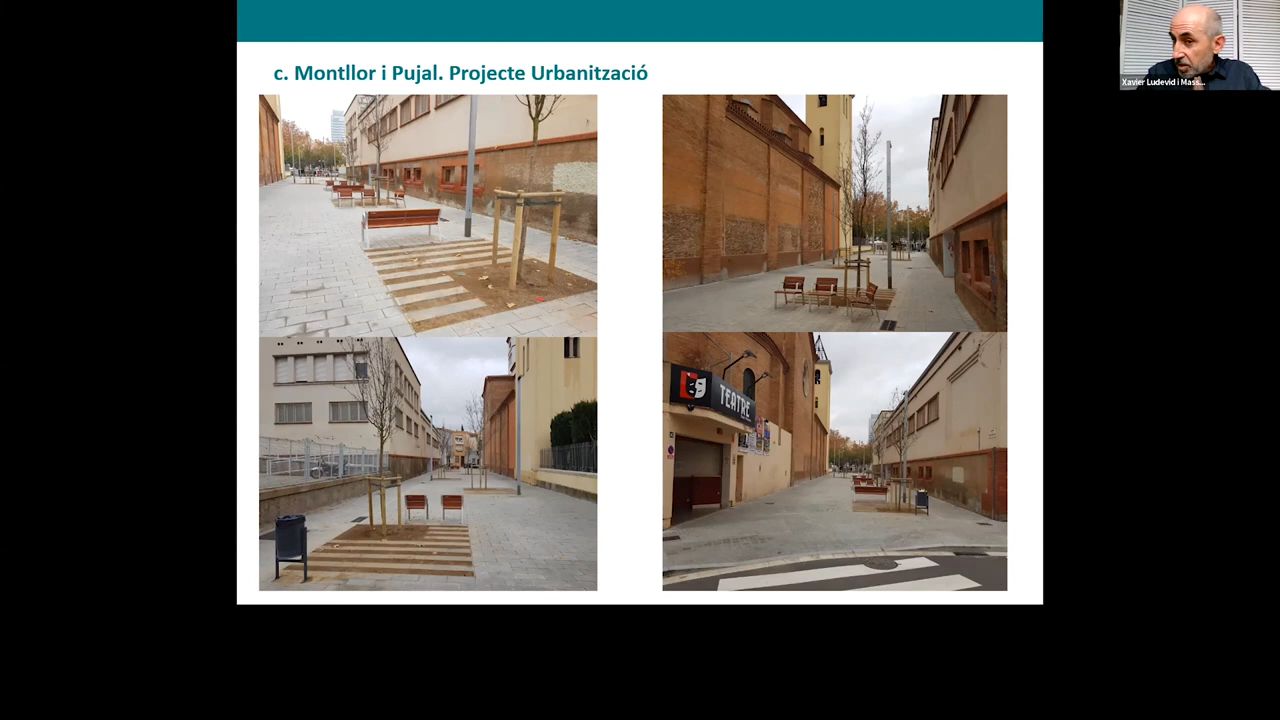 c. Montllor i Pujal. Projecte Urbanització
Xavier Ludevid i Mass...
TEATRE